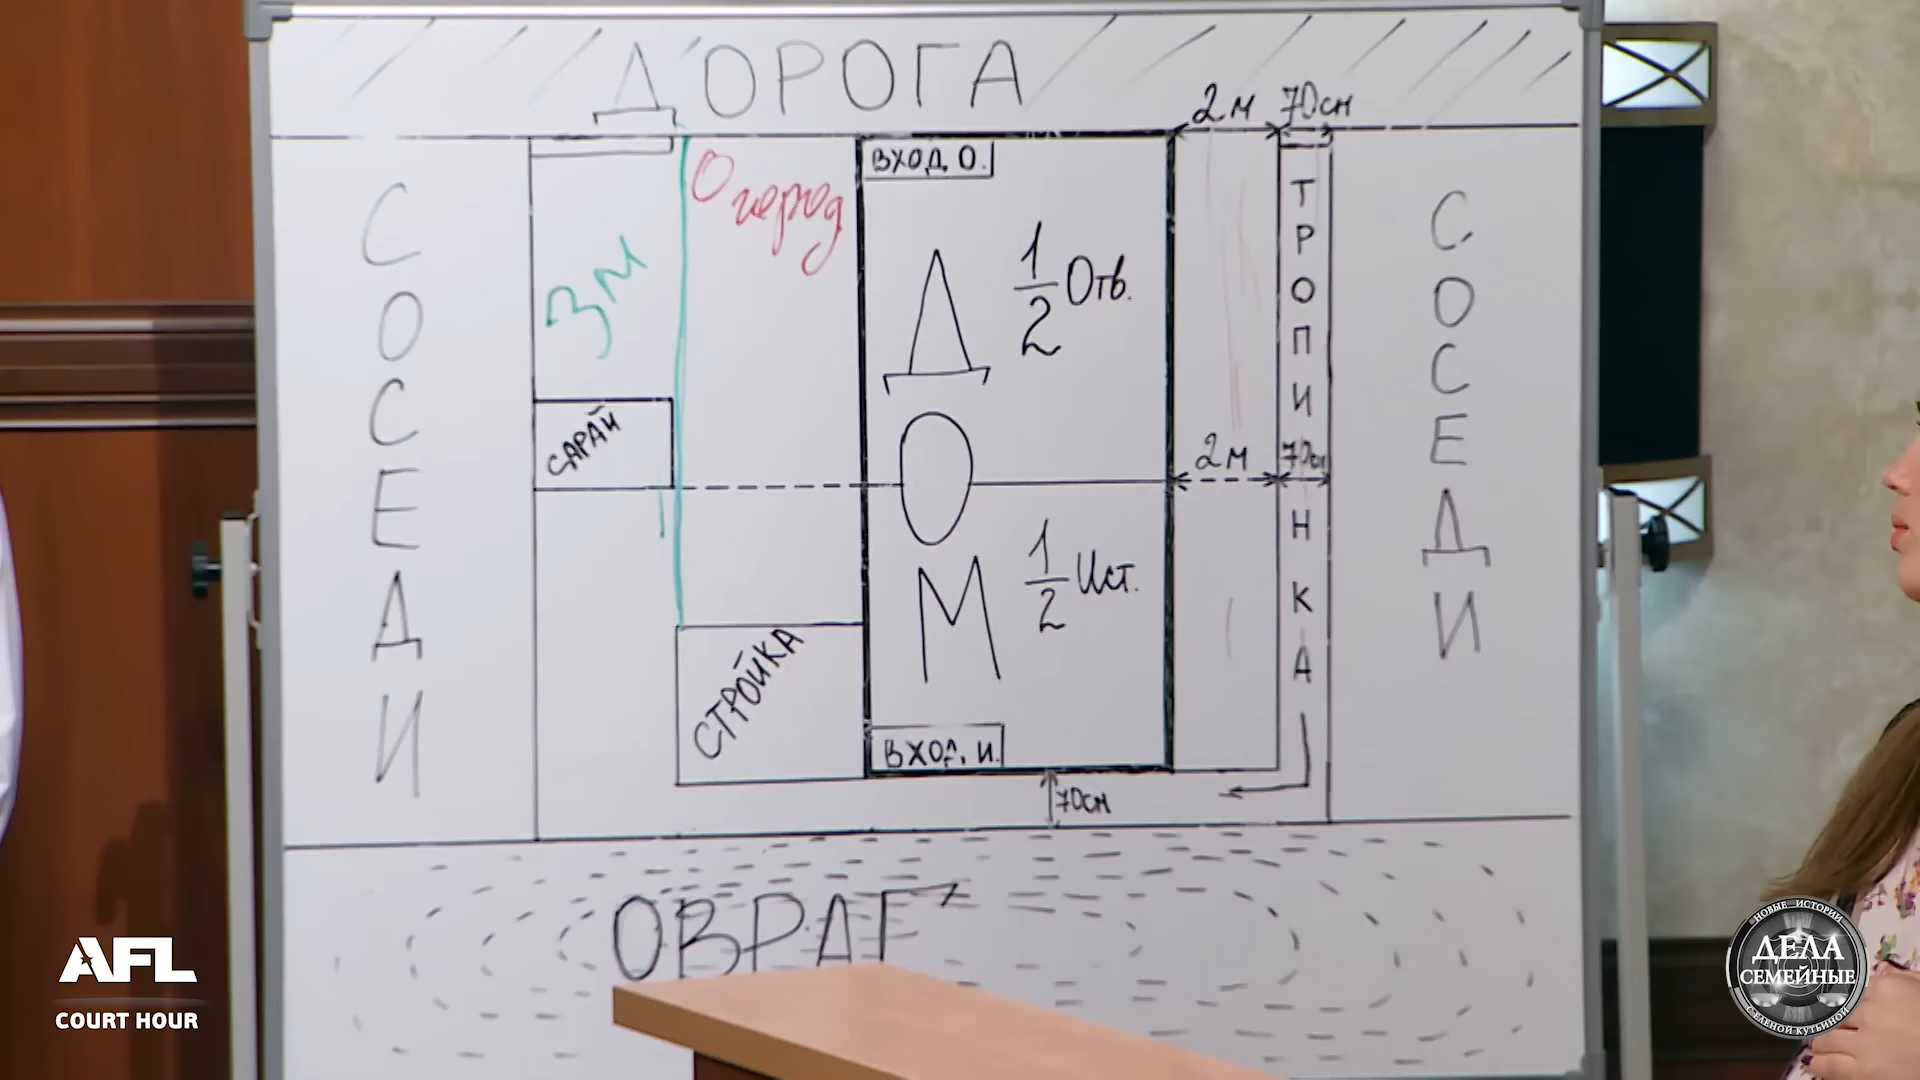 ДОРОГА
2м 70см
ВХОД О.
Огород
СОСЕДИ
3м
1/2 Отв.
ТРОПИНКА
СОСЕДИ
САРАЙ
ДОМ
2м 70см
1/2 Ист.
СТРОЙКА
ВХОД. И.
70см
ОВРАГ
AFL
COURT HOUR
НОВЫЕ ИСТОРИИ
ДЕЛА
СЕМЕЙНЫЕ
С ЕЛЕНОЙ КУТЬИНОЙ